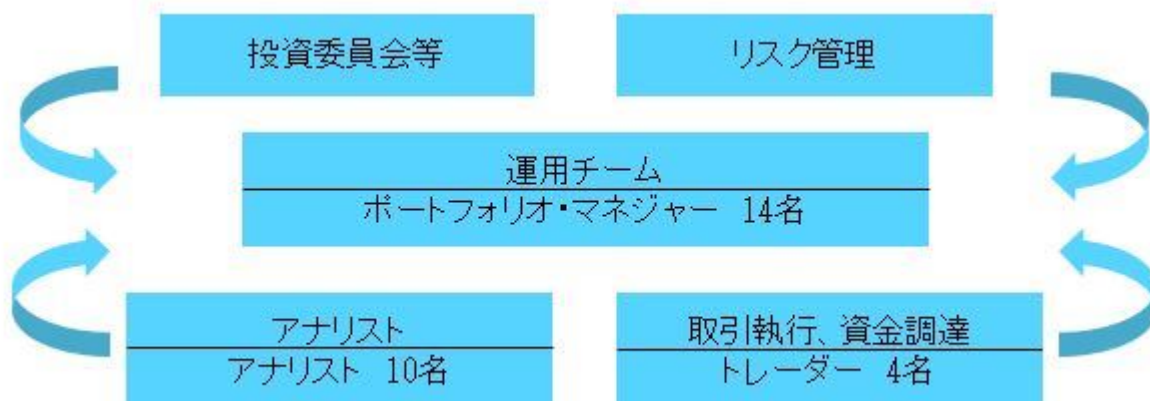 投資委員会等
リスク管理
運用チーム
ポートフォリオ・マネジャー 14名
アナリスト
アナリスト 10名
取引執行、資金調達
トレーダー 4名